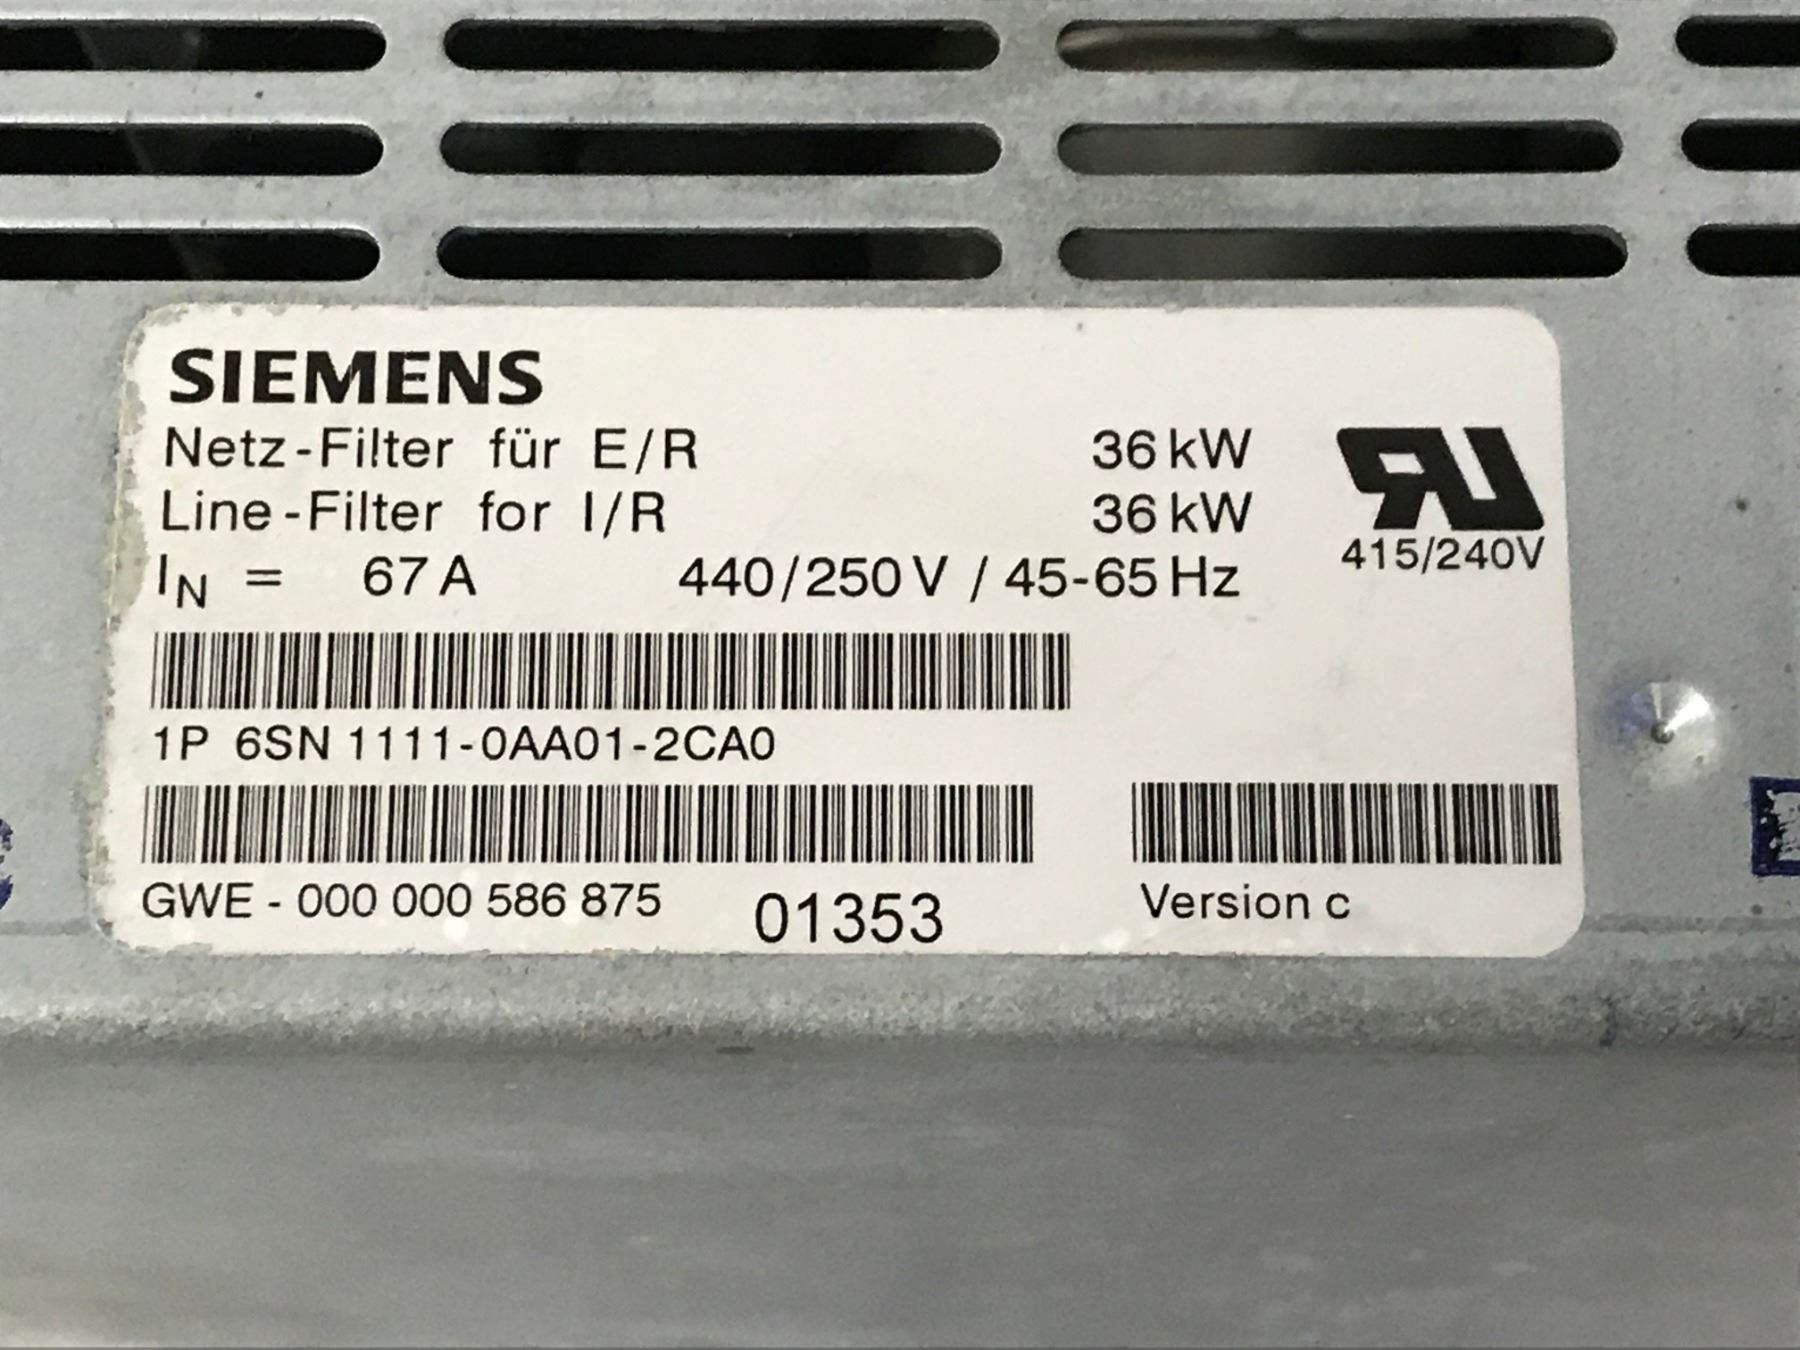 SIEMENS
Netz-Filter für E/R 36 kW
Line-Filter for I/R 36 kW
IN = 67 A 440/250 V / 45-65 Hz
415/240V
1P 6SN 1111-0AA01-2CA0
GWE - 000 000 586 875 01353 Version c